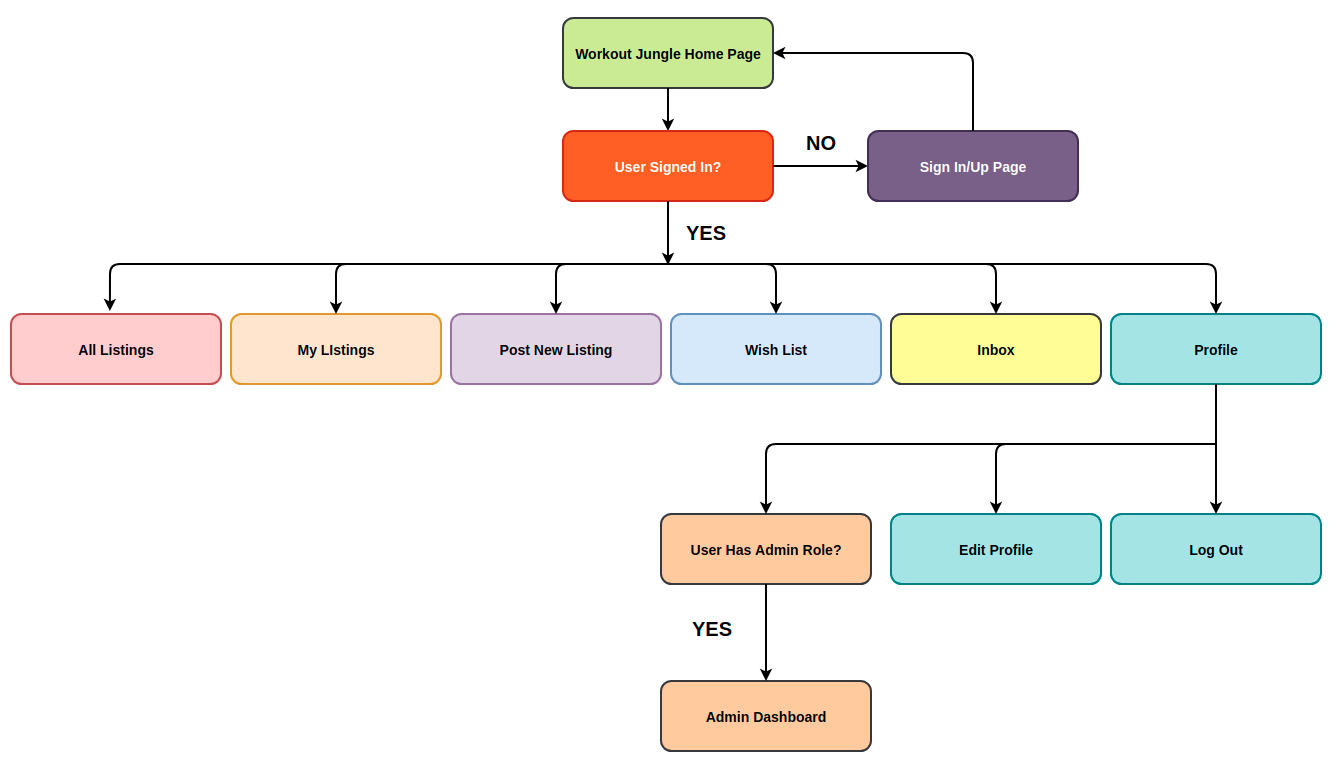 Workout Jungle Home Page
User Signed In?
NO
Sign In/Up Page
YES
All Listings
My LIstings
Post New Listing
Wish List
Inbox
Profile
User Has Admin Role?
Edit Profile
Log Out
YES
Admin Dashboard